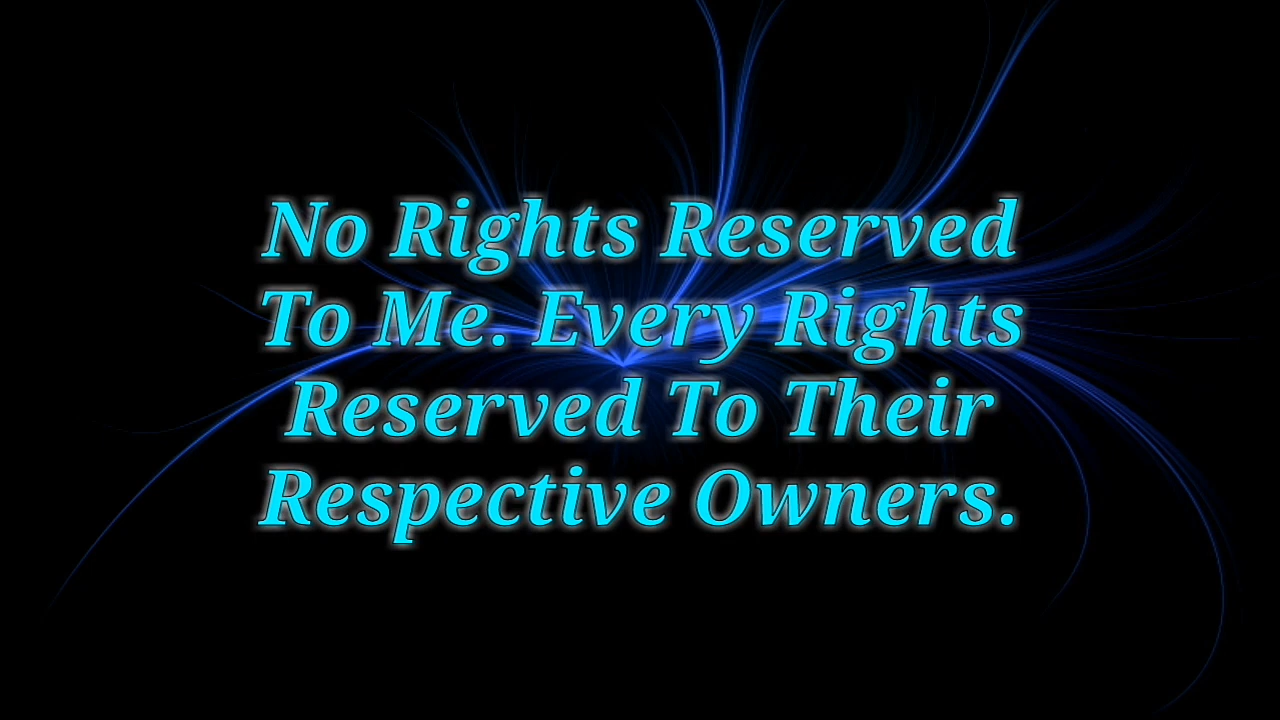 No Rights Reserved
To Me. Every Rights
Reserved To Their
Respective Owners.